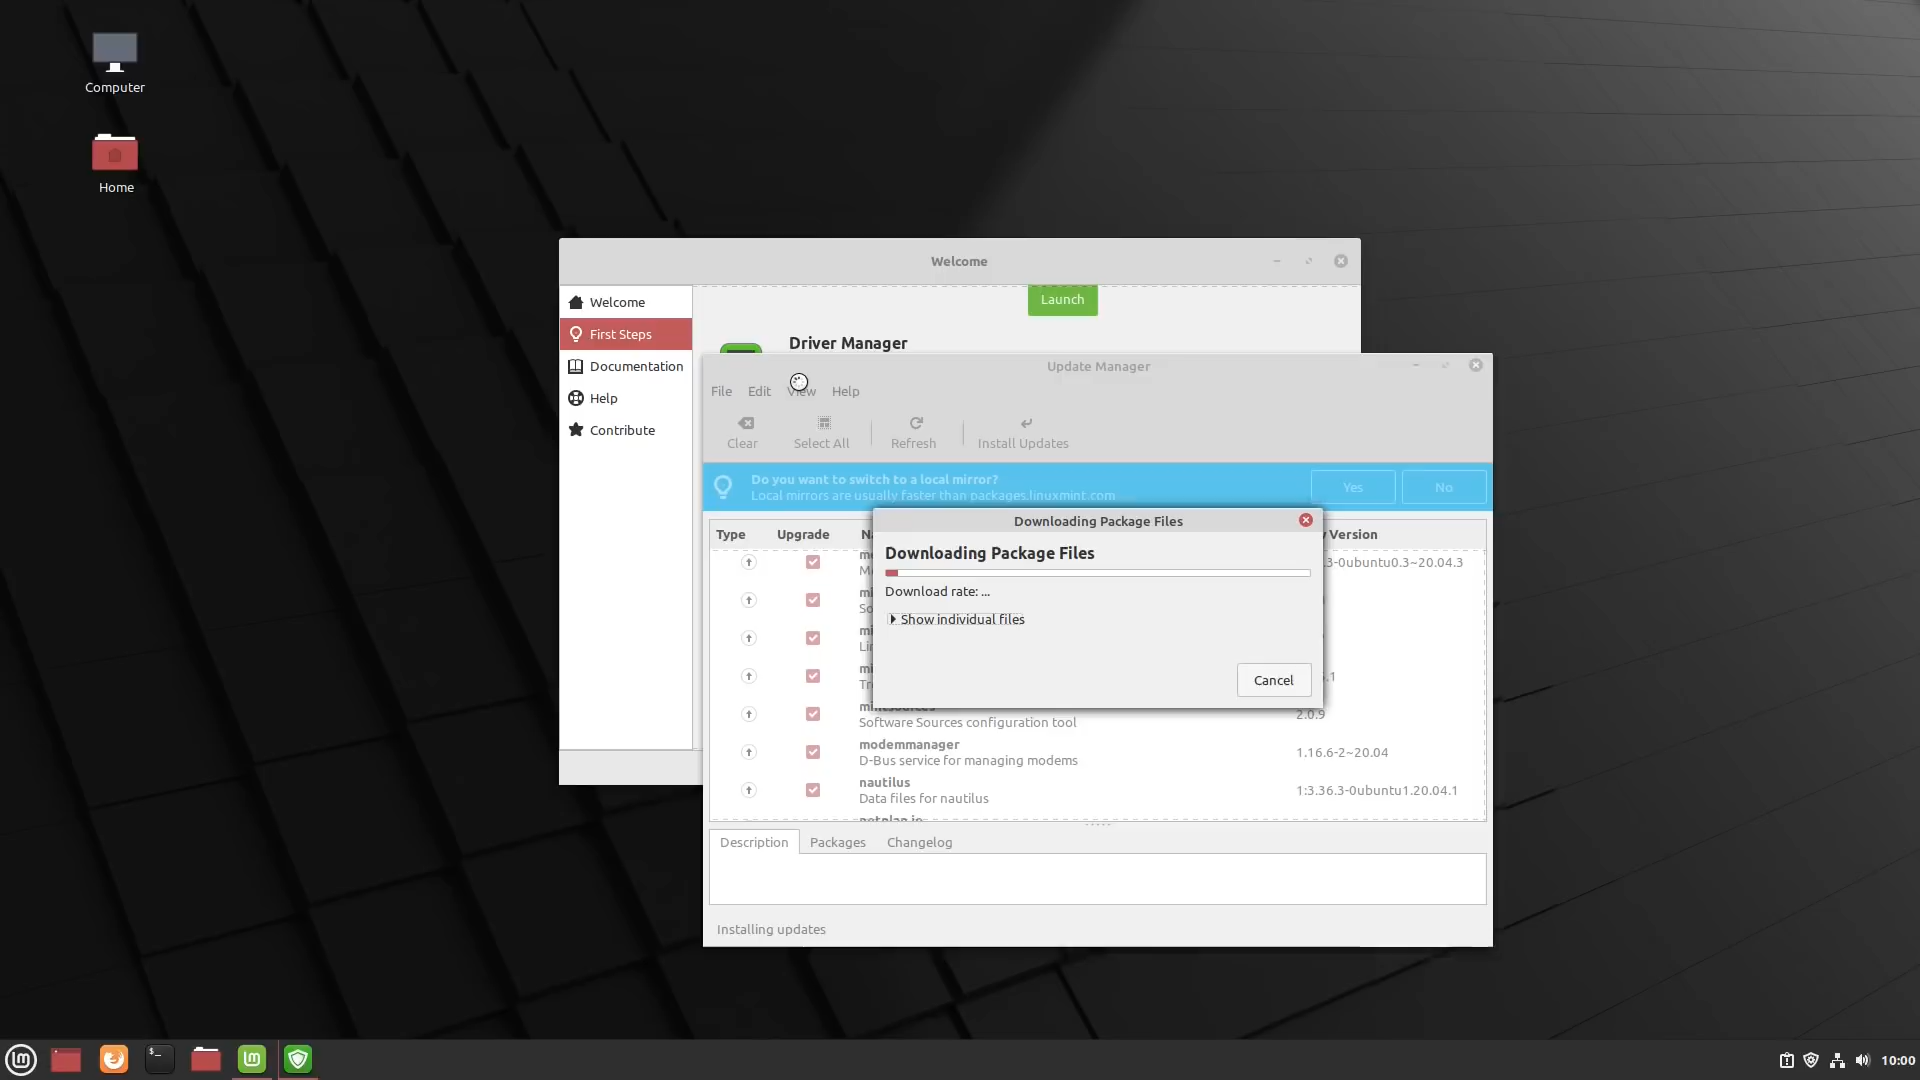 Computer
Home
Welcome
Welcome
First Steps
Documentation
Help
Contribute
Launch
Driver Manager
Update Manager
File Edit View Help
Clear Select All Refresh Install Updates
Do you want to switch to a local mirror?
Local mirrors are usually faster than packages.linuxmint.com
Yes No
Type Upgrade Version
.3-0ubuntu0.3~20.04.3
Downloading Package Files
Downloading Package Files
Download rate: ...
Show individual files
Cancel
mintsources
Software Sources configuration tool
2.0.9
modemmanager
D-Bus service for managing modems
1.16.6-2~20.04
nautilus
Data files for nautilus
1:3.36.3-0ubuntu1.20.04.1
netplan.io
Description Packages Changelog
Installing updates
10:00